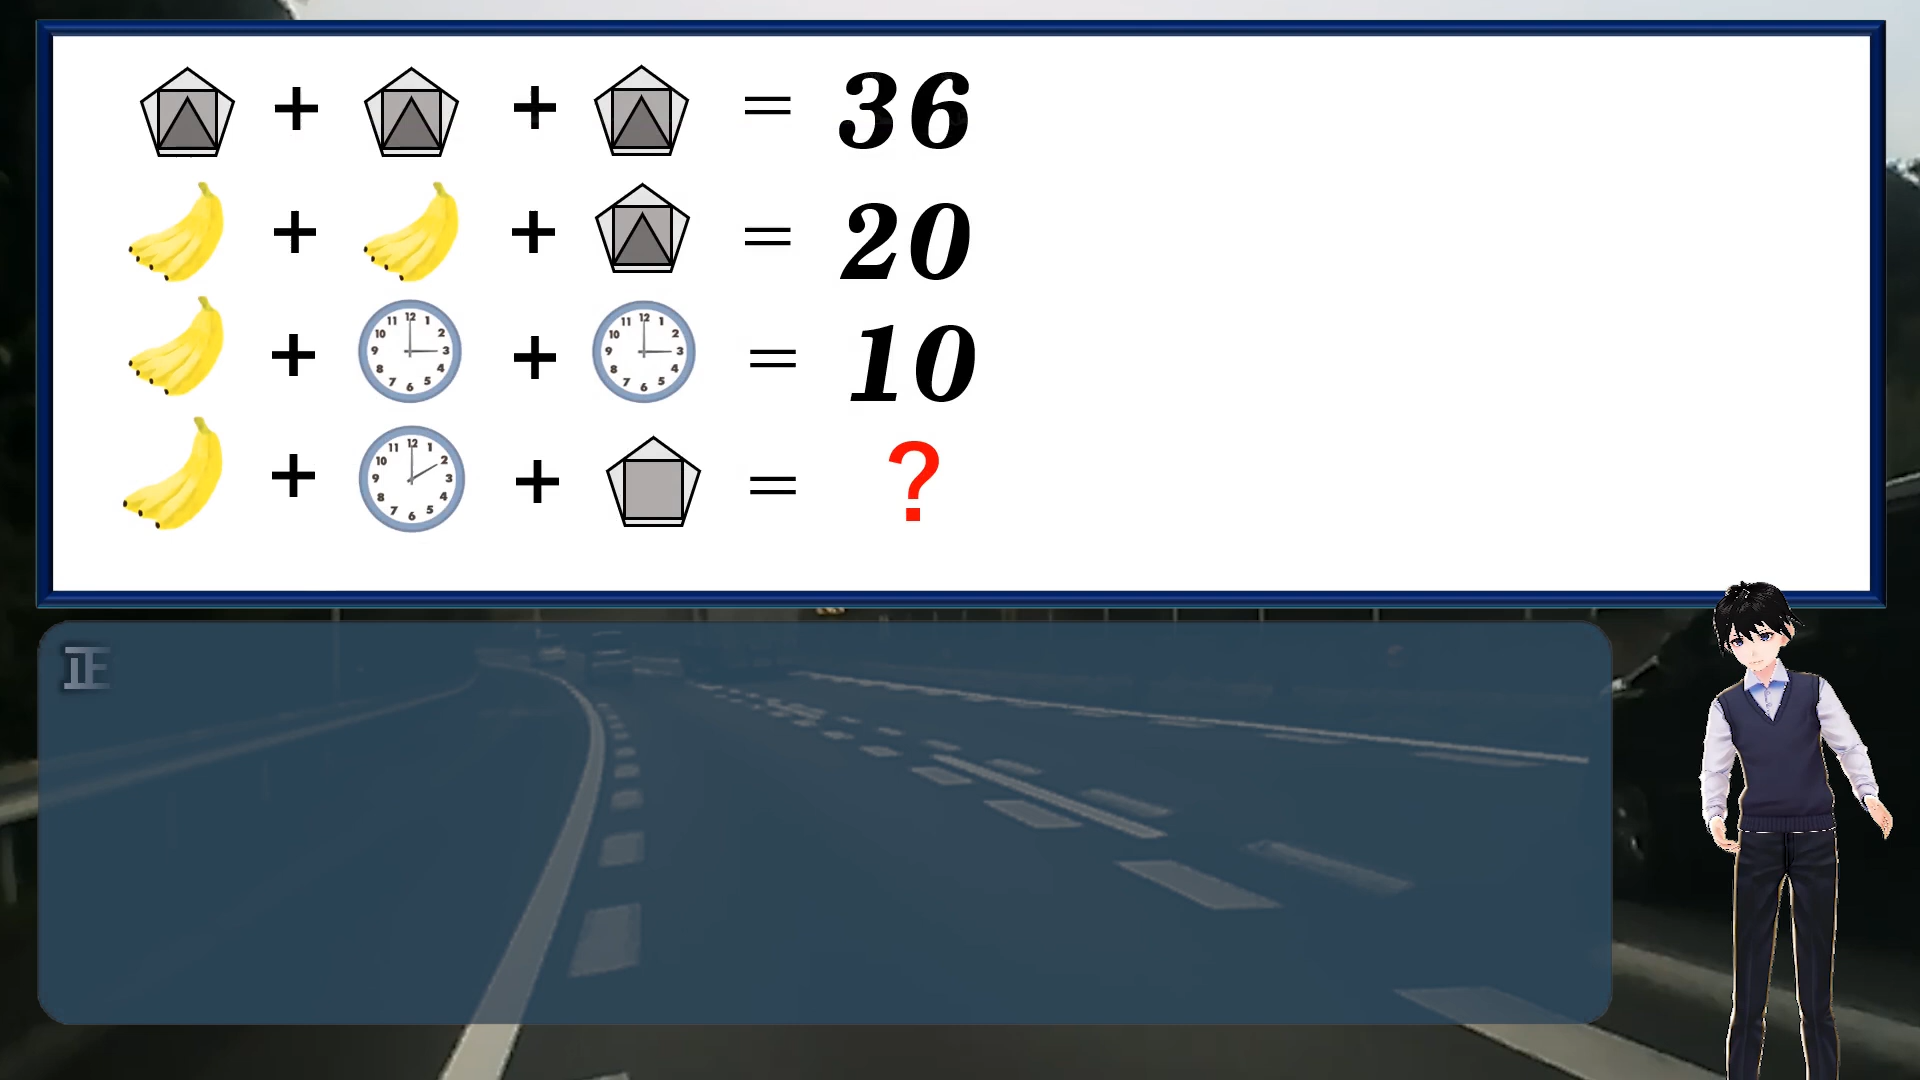 + + = 36
+ + = 20
+ + = 10
+ + = ?
正